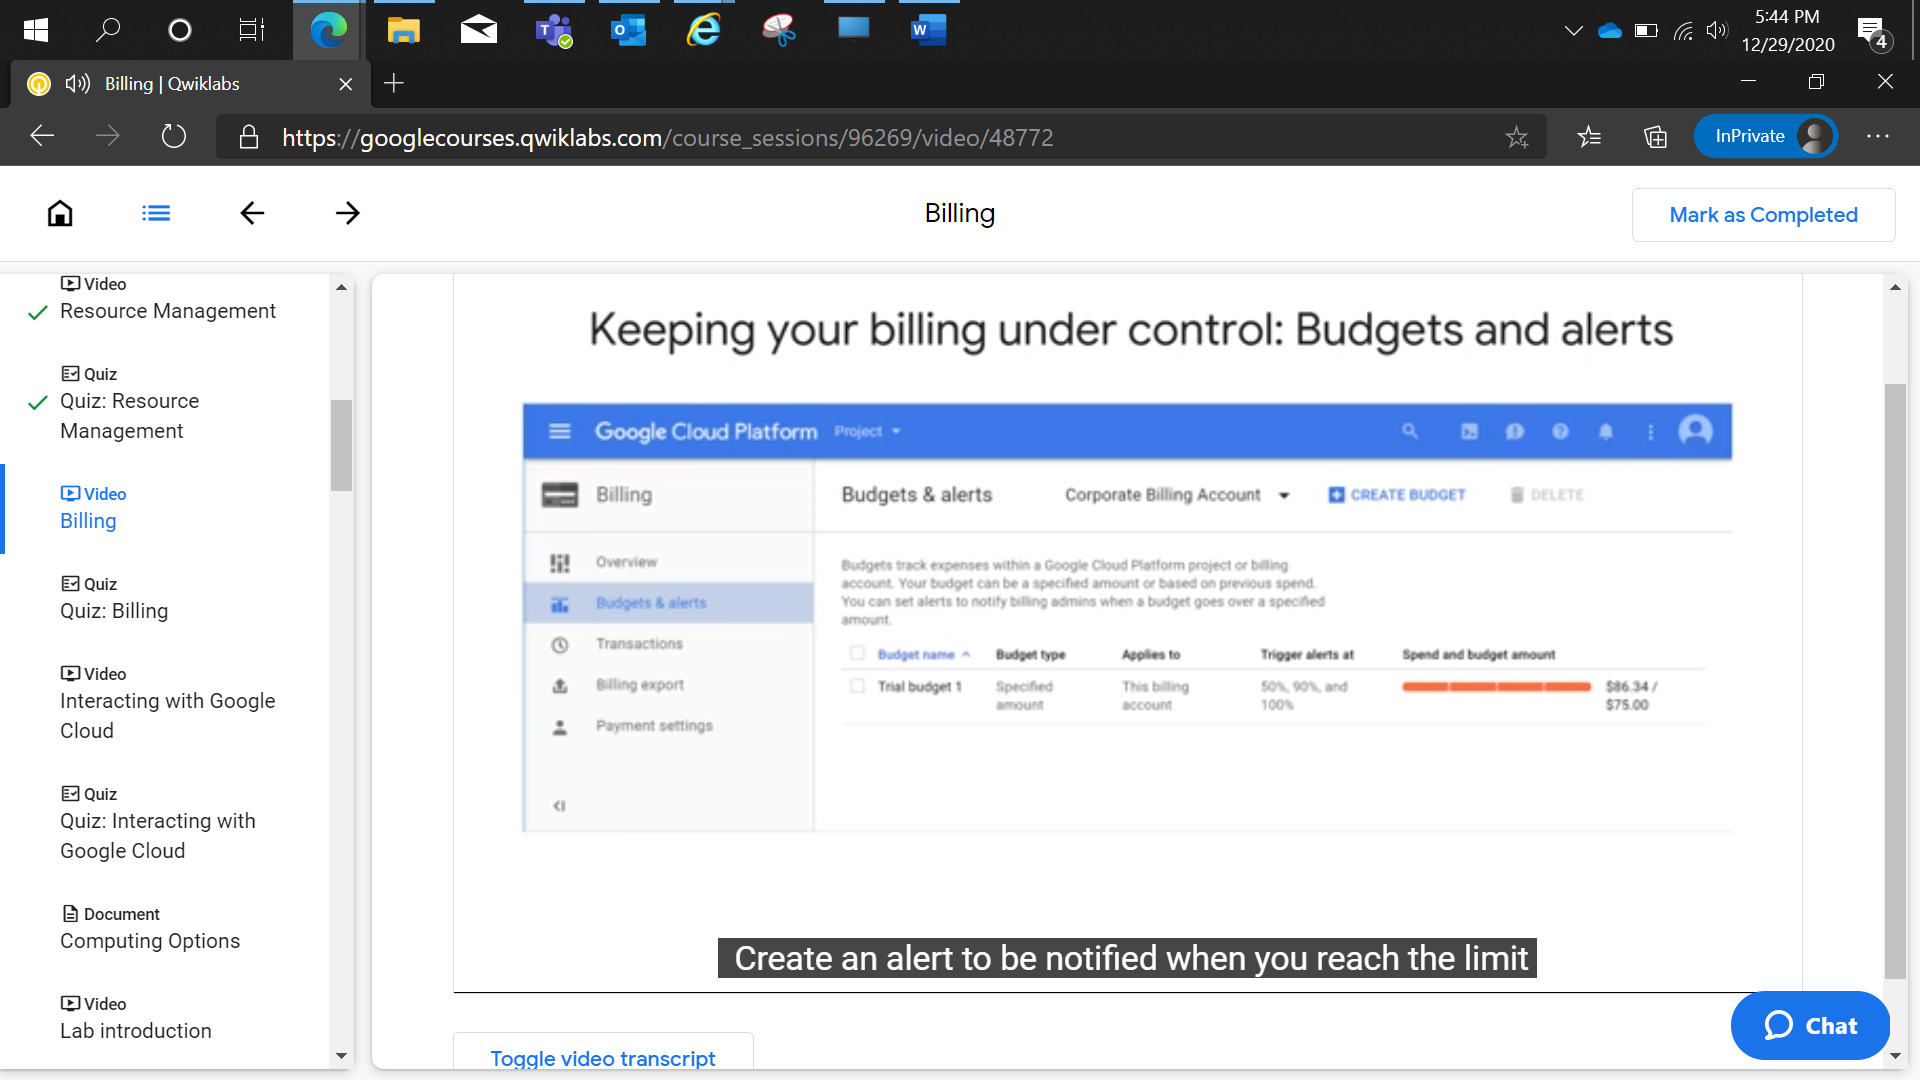 5:44 PM
12/29/2020
4
Billing | Qwiklabs
https://googlecourses.qwiklabs.com/course_sessions/96269/video/48772
InPrivate
Billing
Mark as Completed
Video
Resource Management
Quiz
Quiz: Resource
Management
Video
Billing
Quiz
Quiz: Billing
Video
Interacting with Google
Cloud
Quiz
Quiz: Interacting with
Google Cloud
Document
Computing Options
Video
Lab introduction
Keeping your billing under control: Budgets and alerts
Google Cloud Platform Project
Billing
Overview
Budgets & alerts
Transactions
Billing export
Payment settings
Budgets & alerts Corporate Billing Account CREATE BUDGET DELETE
Budgets track expenses within a Google Cloud Platform project or billing
account. Your budget can be a specified amount or based on previous spend.
You can set alerts to notify billing admins when a budget goes over a specified
amount.
Budget name Budget type Applies to Trigger alerts at Spend and budget amount
Trial budget 1 Specified This billing 50%, 90%, and $86.34 /
amount account 100% $75.00
Create an alert to be notified when you reach the limit
Toggle video transcript
Chat